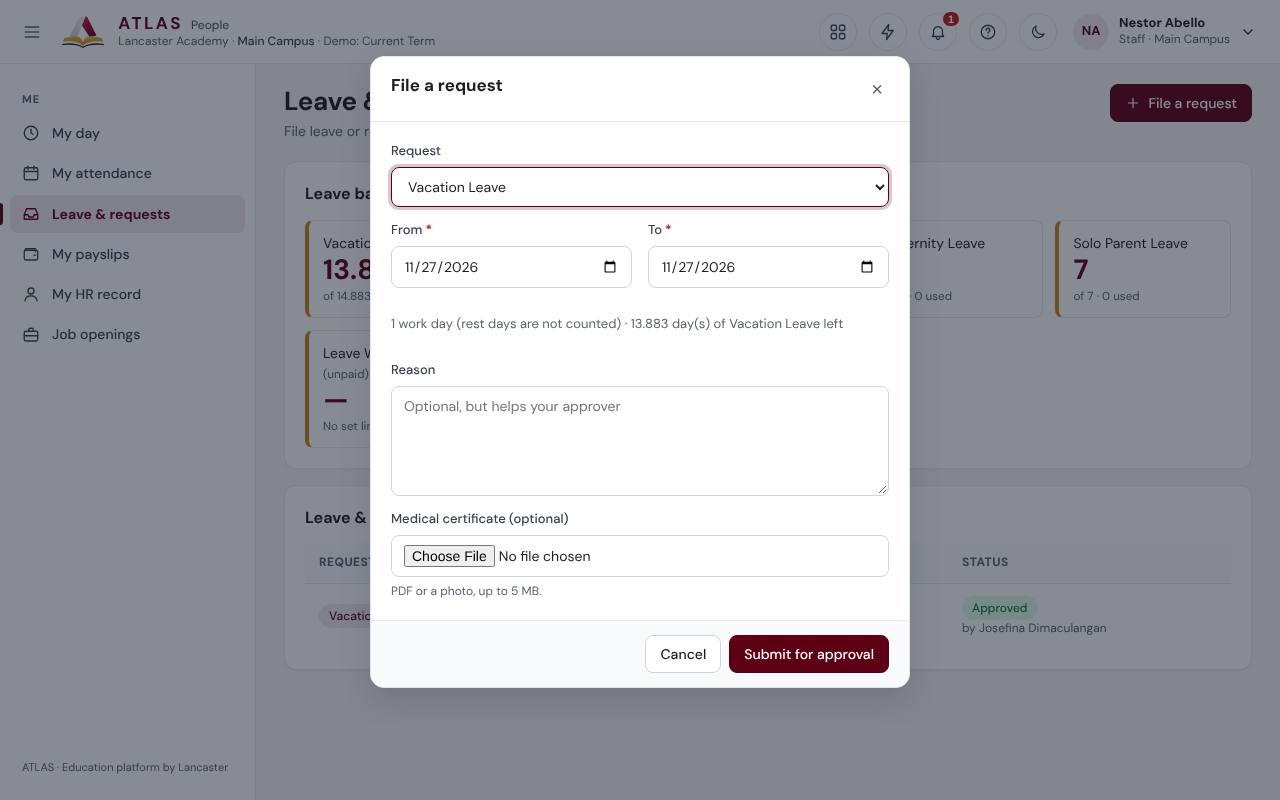 ATLAS People
Lancaster Academy · Main Campus · Demo: Current Term
1
NA
Nestor Abello
Staff · Main Campus
ME
My day
My attendance
Leave & requests
My payslips
My HR record
Job openings
ATLAS · Education platform by Lancaster
Leave &
File leave or r
+ File a request
Leave ba
Vacatio
13.8
of 14.883
ernity Leave
· 0 used
Solo Parent Leave
7
of 7 · 0 used
Leave W
(unpaid)
—
No set lin
Leave &
REQUEST
STATUS
Vacatio
Approved
by Josefina Dimaculangan
File a request
×
Request
Vacation Leave
From *
To *
11/27/2026
11/27/2026
1 work day (rest days are not counted) · 13.883 day(s) of Vacation Leave left
Reason
Optional, but helps your approver
Medical certificate (optional)
Choose File No file chosen
PDF or a photo, up to 5 MB.
Cancel
Submit for approval